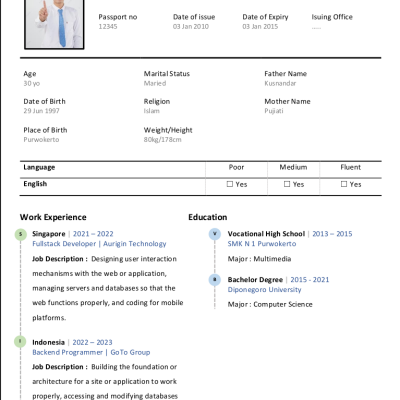 Passport no Date of issue Date of Expiry Isuing Office
12345 03 Jan 2010 03 Jan 2015 .....
Age Marital Status Father Name
30 yo Maried Kusnandar
Date of Birth Religion Mother Name
29 Jun 1997 Islam Pujiati
Place of Birth Weight/Height
Purwokerto 80kg/178cm
Language Poor Medium Fluent
English ☐ Yes ☐ Yes ☐ Yes
Work Experience
S Singapore | 2021 – 2022
Fullstack Developer | Aurigin Technology
Job Description : Designing user interaction
mechanisms with the web or application,
managing servers and databases so that the
web functions properly, and coding for mobile
platforms.
I Indonesia | 2022 – 2023
Backend Programmer | GoTo Group
Job Description : Building the foundation or
architecture for a site or application to work
properly, accessing and modifying databases
Education
V Vocational High School | 2013 – 2015
SMK N 1 Purwokerto
Major : Multimedia
B Bachelor Degree | 2015 - 2021
Diponegoro University
Major : Computer Science